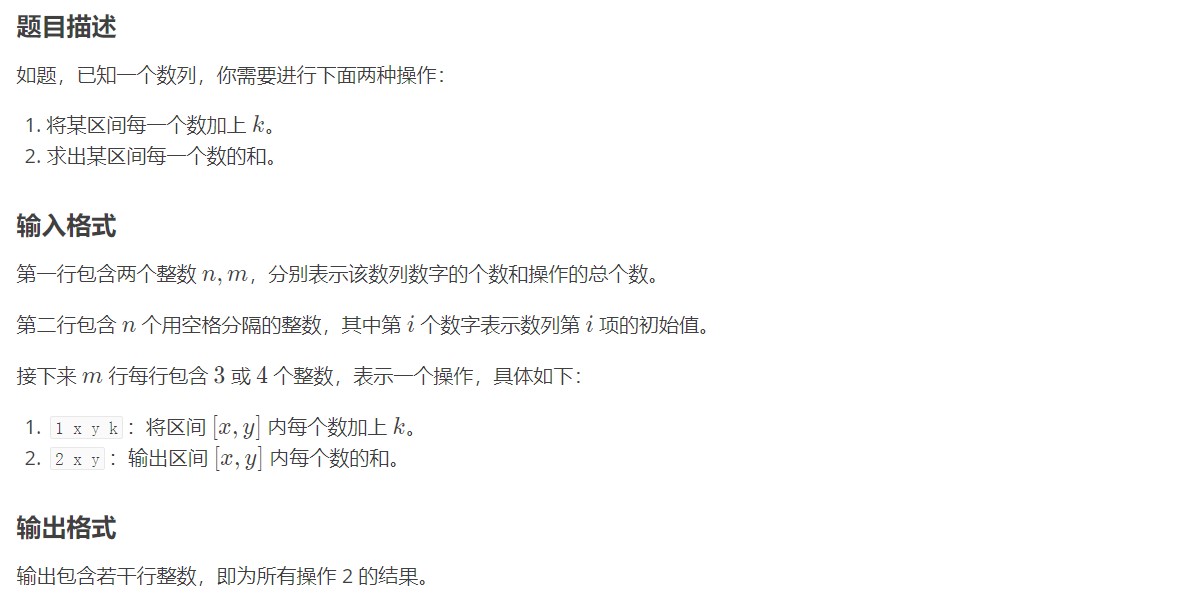 题目描述
如题，已知一个数列，你需要进行下面两种操作：
1. 将某区间每一个数加上 k。
2. 求出某区间每一个数的和。
输入格式
第一行包含两个整数 n, m，分别表示该数列数字的个数和操作的总个数。
第二行包含 n 个用空格分隔的整数，其中第 i 个数字表示数列第 i 项的初始值。
接下来 m 行每行包含 3 或 4 个整数，表示一个操作，具体如下：
1. 1 x y k：将区间 [x, y] 内每个数加上 k。
2. 2 x y：输出区间 [x, y] 内每个数的和。
输出格式
输出包含若干行整数，即为所有操作 2 的结果。